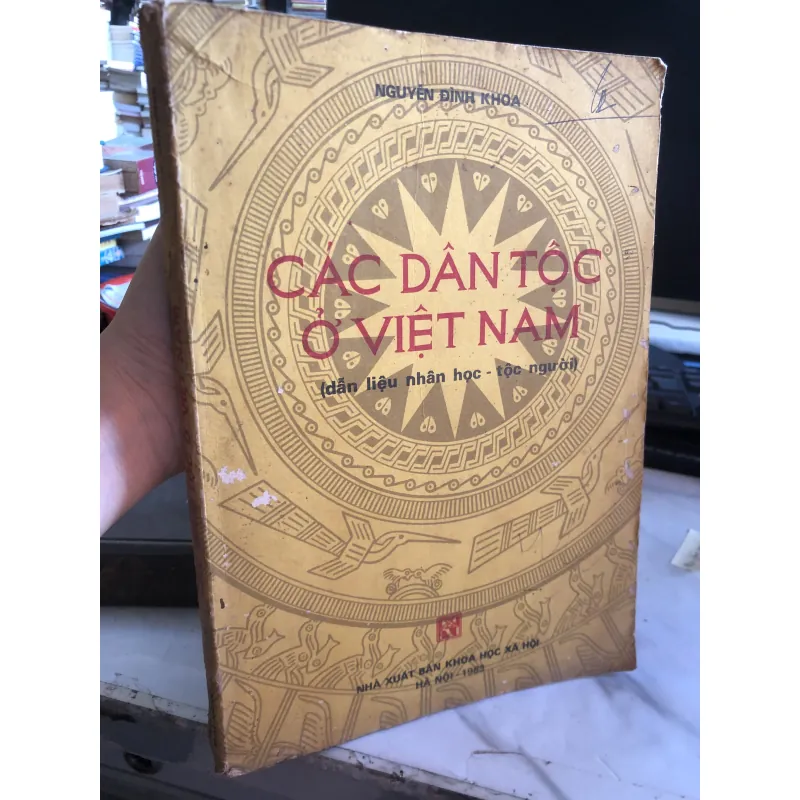 NGUYỄN ĐÌNH KHOA
CÁC DÂN TỘC
Ở VIỆT NAM
(dẫn liệu nhân học - tộc người)
NHÀ XUẤT BẢN KHOA HỌC XÃ HỘI
HÀ NỘI - 1983